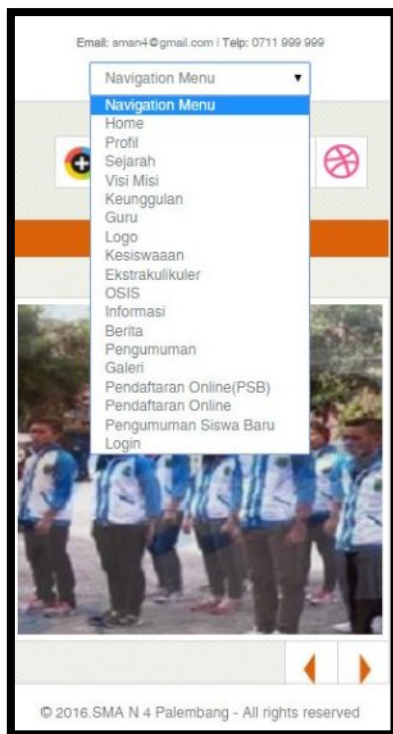 Email: aman4@gmail.com | Telp: 0711 999 999
Navigation Menu
Navigation Menu
Home
Profil
Sejarah
Visi Misi
Keunggulan
Guru
Logo
Kesiswaaan
Ekstrakulikuler
OSIS
Informasi
Berita
Pengumuman
Galeri
Pendaftaran Online(PSB)
Pendaftaran Online
Pengumuman Siswa Baru
Login
© 2016.SMA N 4 Palembang - All rights reserved